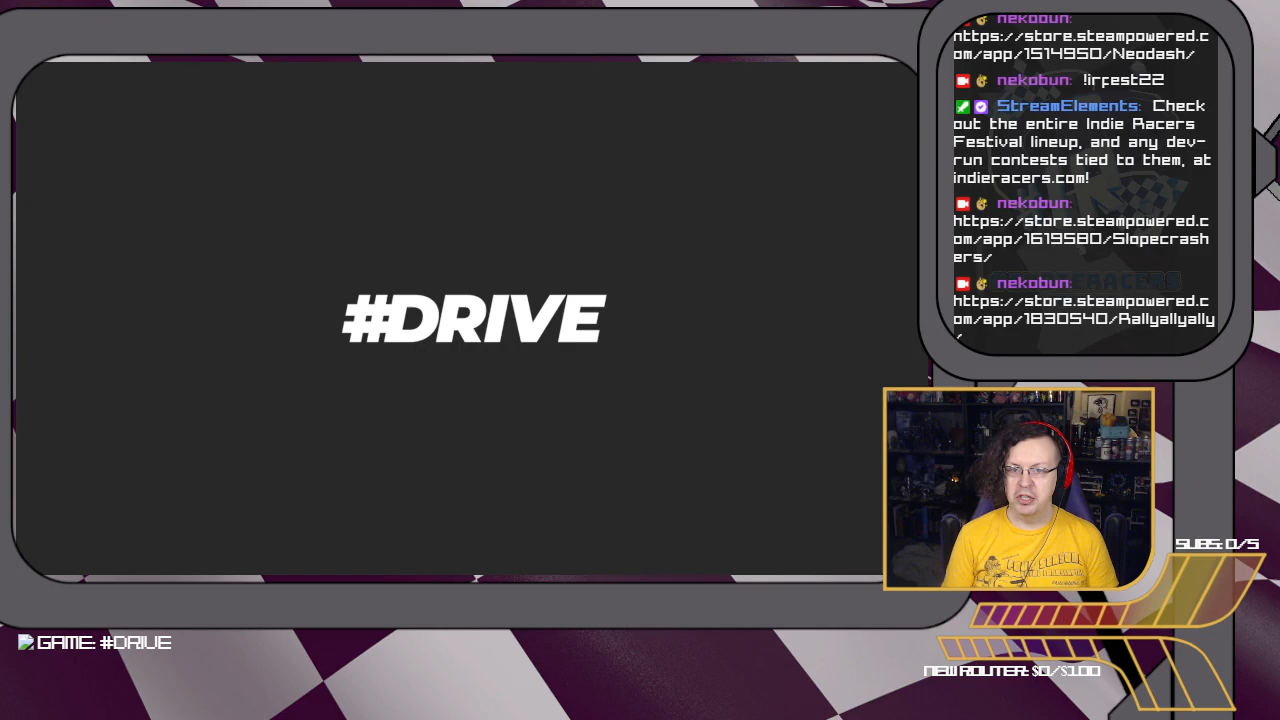 nekobun:
https://store.steampowered.c
om/app/1514950/Neodash/
nekobun: !irfest22
StreamElements: Check
out the entire Indie Racers
Festival lineup, and any dev-
run contests tied to them, at
indieracers.com!
nekobun:
https://store.steampowered.c
om/app/1619580/Slopecrash
ers/
nekobun:
https://store.steampowered.c
om/app/1830540/Rallyallyally
/
#DRIVE
SUBS: 0/5
GAME: #DRIVE
NEW ROUTER: $0/$100